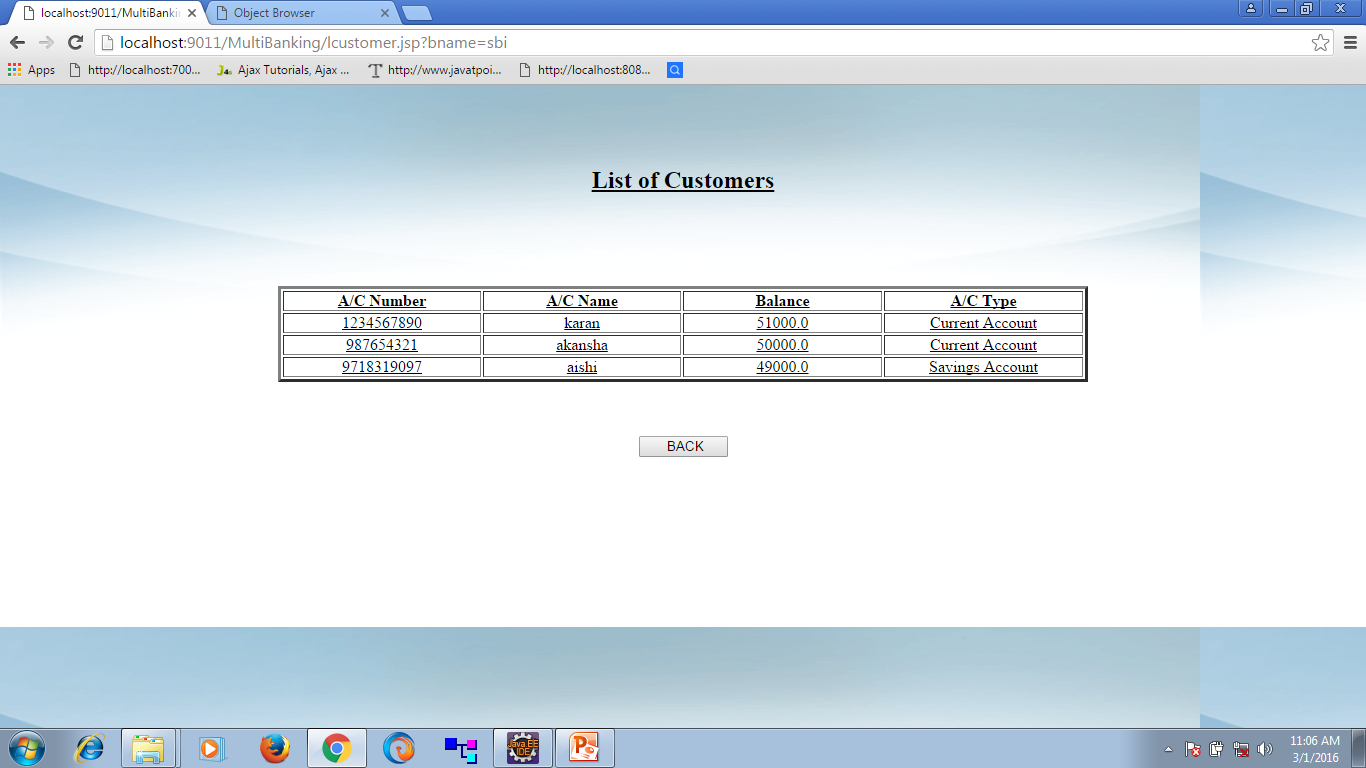 localhost:9011/MultiBankin
Object Browser
localhost:9011/MultiBanking/lcustomer.jsp?bname=sbi
Apps http://localhost:700... Ajax Tutorials, Ajax ... http://www.javatpoi... http://localhost:808...
List of Customers
A/C Number A/C Name Balance A/C Type
1234567890 karan 51000.0 Current Account
987654321 akansha 50000.0 Current Account
9718319097 aishi 49000.0 Savings Account
BACK
Java EE
IDE
11:06 AM
3/1/2016